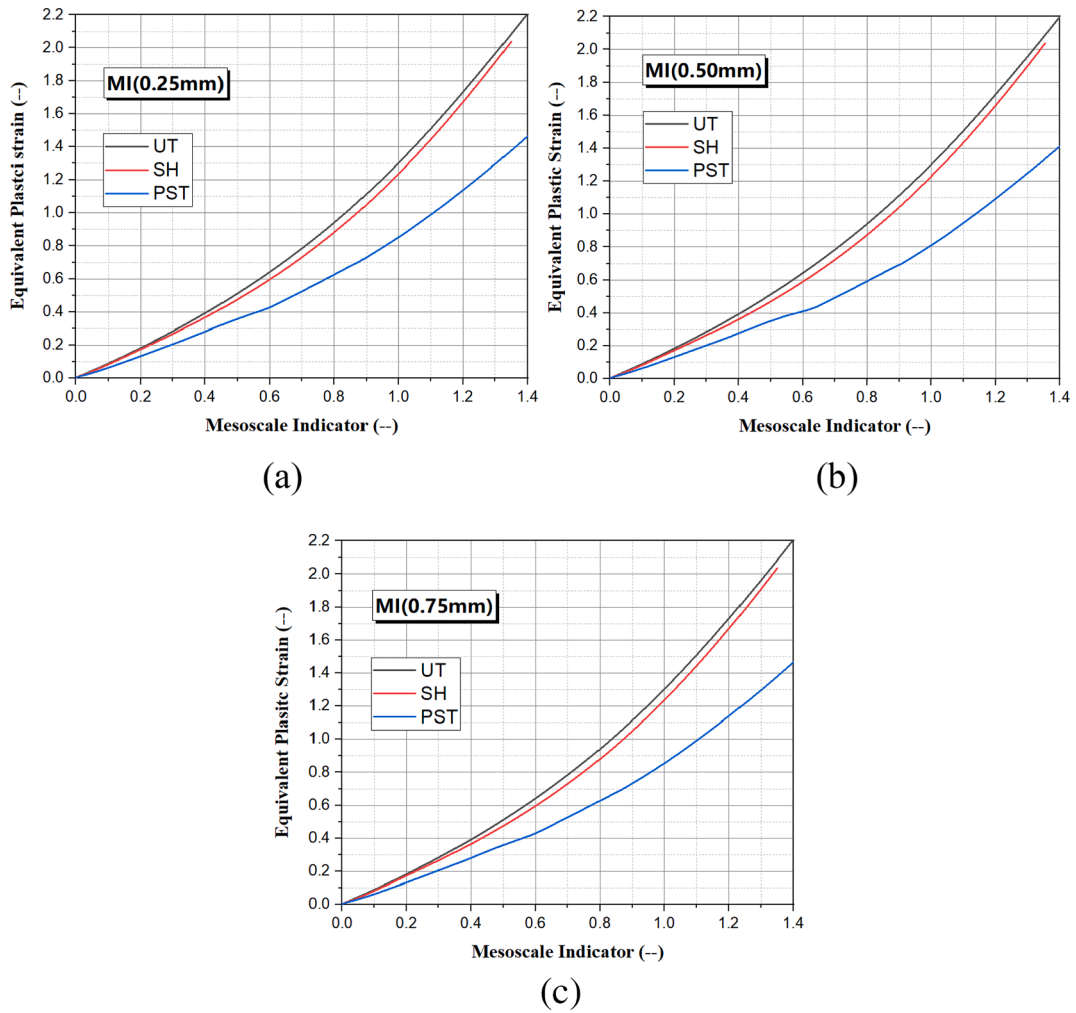 2.2
2.0
1.8
1.6
1.4
1.2
1.0
0.8
0.6
0.4
0.2
0.0
Equivalent Plastci strain (--)
MI(0.25mm)
UT
SH
PST
0.0 0.2 0.4 0.6 0.8 1.0 1.2 1.4
Mesoscale Indicator (--)
(a)
2.2
2.0
1.8
1.6
1.4
1.2
1.0
0.8
0.6
0.4
0.2
0.0
Equivalent Plastic Strain (--)
MI(0.50mm)
UT
SH
PST
0.0 0.2 0.4 0.6 0.8 1.0 1.2 1.4
Mesoscale Indicator (--)
(b)
2.2
2.0
1.8
1.6
1.4
1.2
1.0
0.8
0.6
0.4
0.2
0.0
Equivalent Plasitc Strain (--)
MI(0.75mm)
UT
SH
PST
0.0 0.2 0.4 0.6 0.8 1.0 1.2 1.4
Mesoscale Indicator (--)
(c)